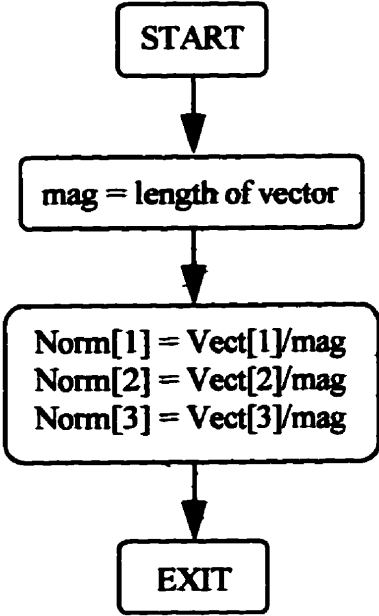 START
mag = length of vector
Norm[1] = Vect[1]/mag
Norm[2] = Vect[2]/mag
Norm[3] = Vect[3]/mag
EXIT